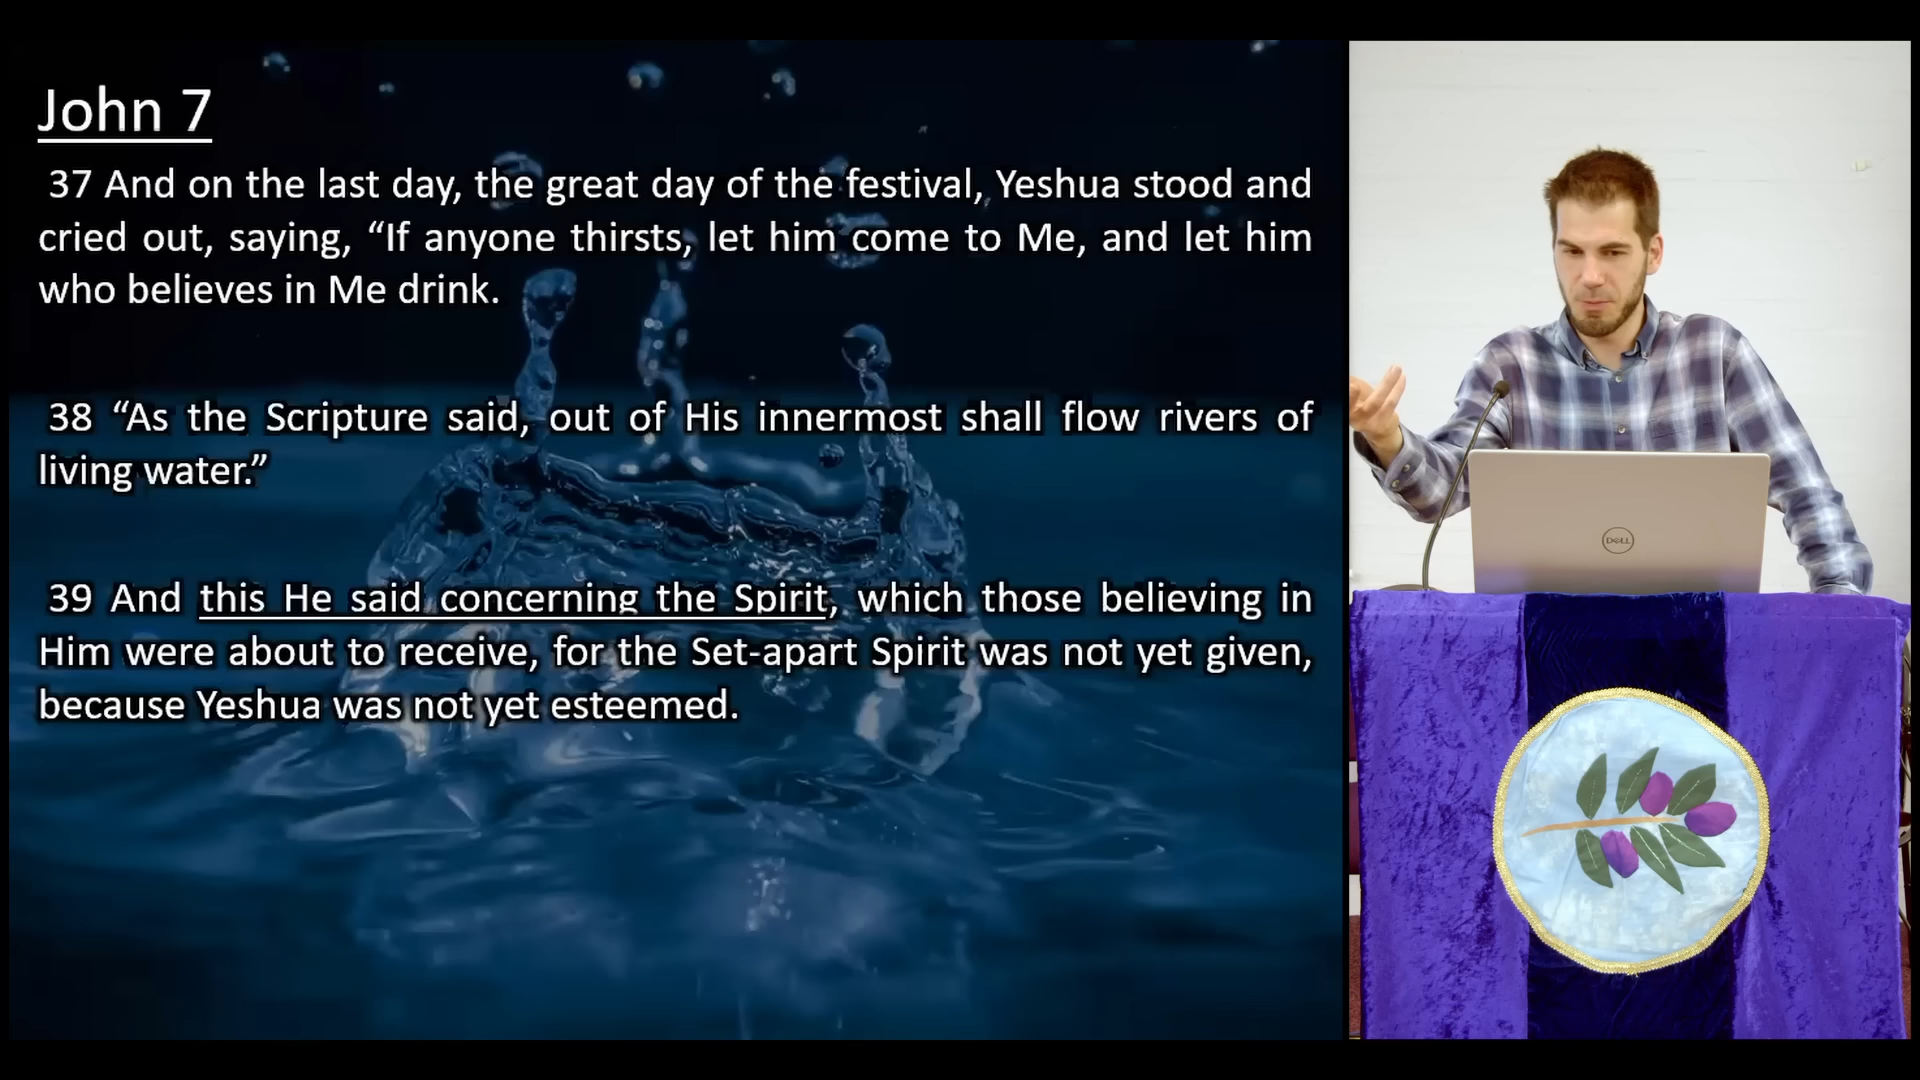 John 7
37 And on the last day, the great day of the festival, Yeshua stood and
cried out, saying, “If anyone thirsts, let him come to Me, and let him
who believes in Me drink.
38 “As the Scripture said, out of His innermost shall flow rivers of
living water.”
39 And this He said concerning the Spirit, which those believing in
Him were about to receive, for the Set-apart Spirit was not yet given,
because Yeshua was not yet esteemed.
DELL